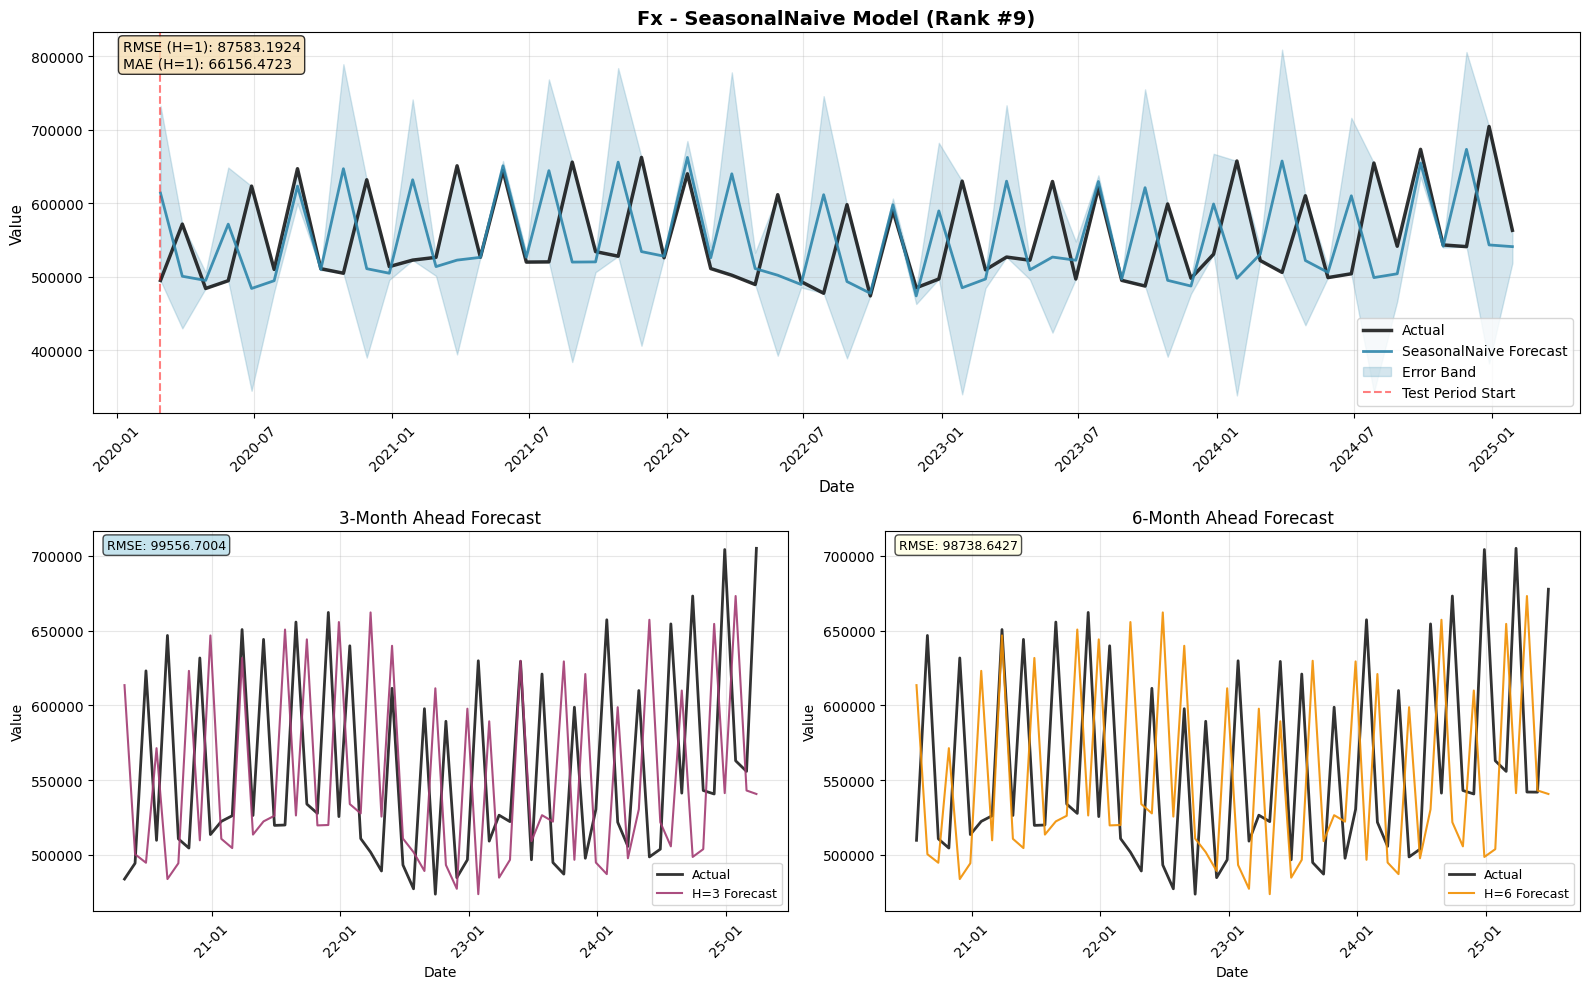 Fx - SeasonalNaive Model (Rank #9)
RMSE (H=1): 87583.1924
MAE (H=1): 66156.4723
Value
800000
700000
600000
500000
400000
Actual
SeasonalNaive Forecast
Error Band
Test Period Start
2020-01
2020-07
2021-01
2021-07
2022-01
2022-07
2023-01
2023-07
2024-01
2024-07
2025-01
Date
3-Month Ahead Forecast
RMSE: 99556.7004
Value
700000
650000
600000
550000
500000
Actual
H=3 Forecast
21-01
22-01
23-01
24-01
25-01
Date
6-Month Ahead Forecast
RMSE: 98738.6427
Value
700000
650000
600000
550000
500000
Actual
H=6 Forecast
21-01
22-01
23-01
24-01
25-01
Date